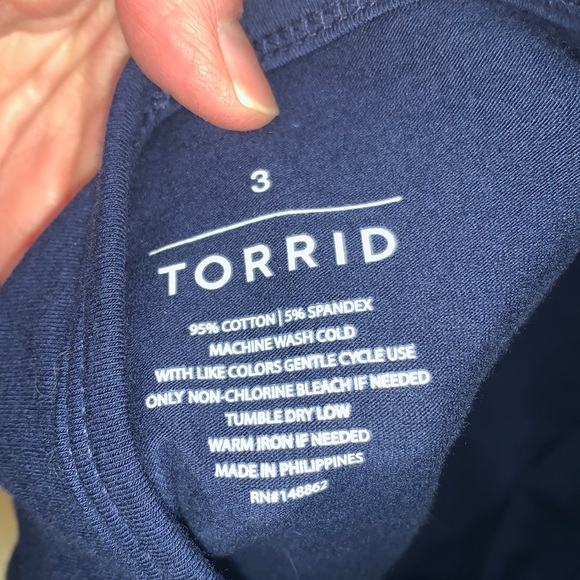 3
TORRID
95% COTTON | 5% SPANDEX
MACHINE WASH COLD
WITH LIKE COLORS GENTLE CYCLE USE
ONLY NON-CHLORINE BLEACH IF NEEDED
TUMBLE DRY LOW
WARM IRON IF NEEDED
MADE IN PHILIPPINES
RN#148862